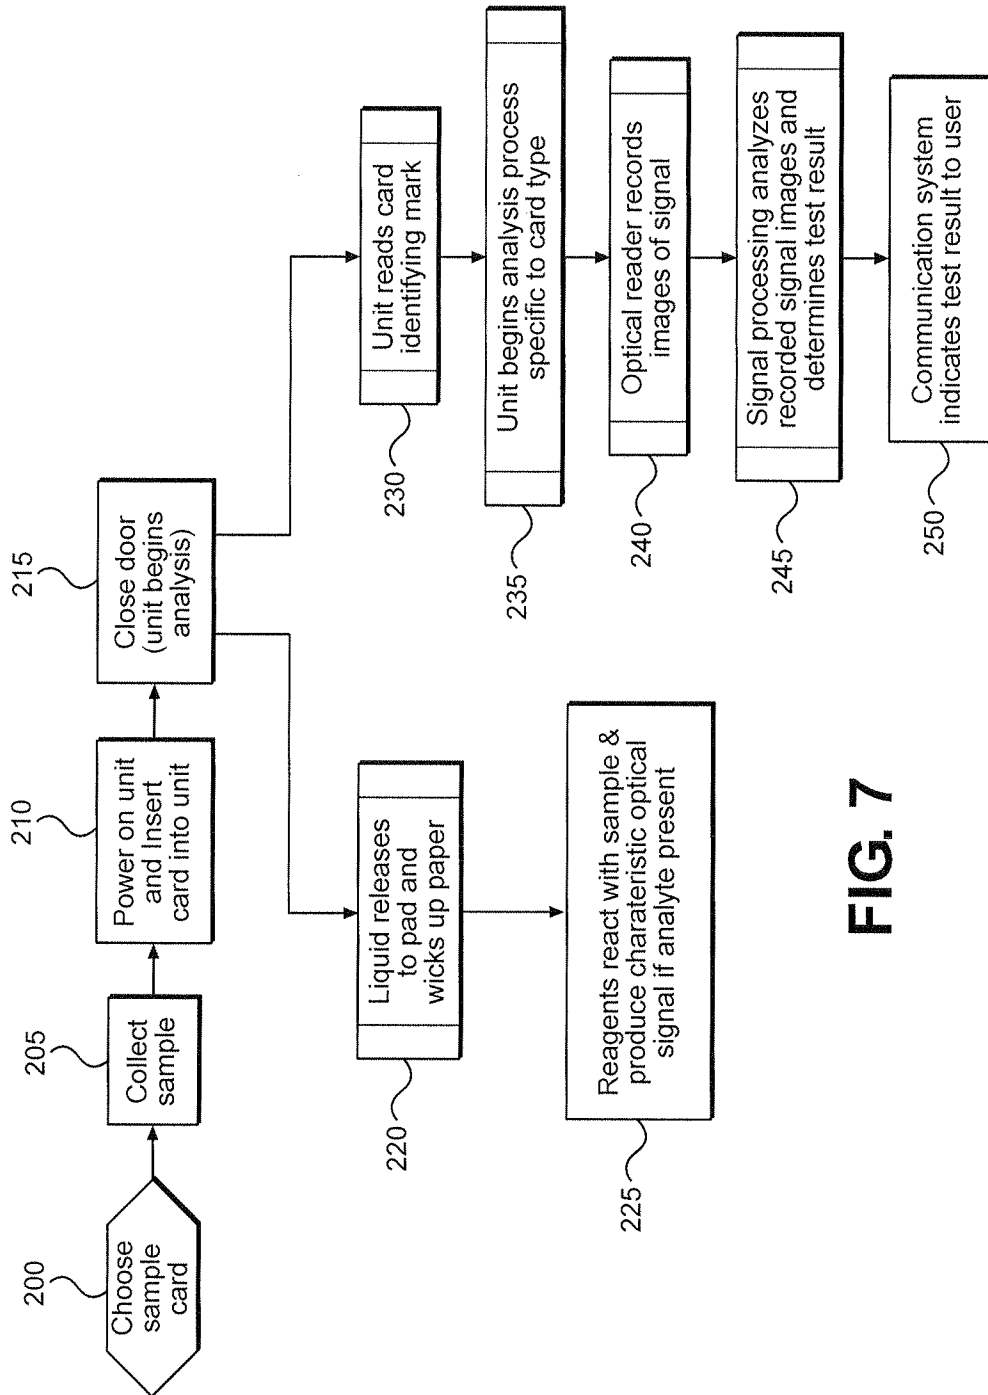 200
Choose
sample
card
205
Collect
sample
210
Power on unit
and Insert
card into unit
215
Close door
(unit begins
analysis)
220
Liquid releases
to pad and
wicks up paper
225
Reagents react with sample &
produce charateristic optical
signal if analyte present
230
Unit reads card
identifying mark
235
Unit begins analysis process
specific to card type
240
Optical reader records
images of signal
245
Signal processing analyzes
recorded signal images and
determines test result
250
Communication system
indicates test result to user
FIG. 7